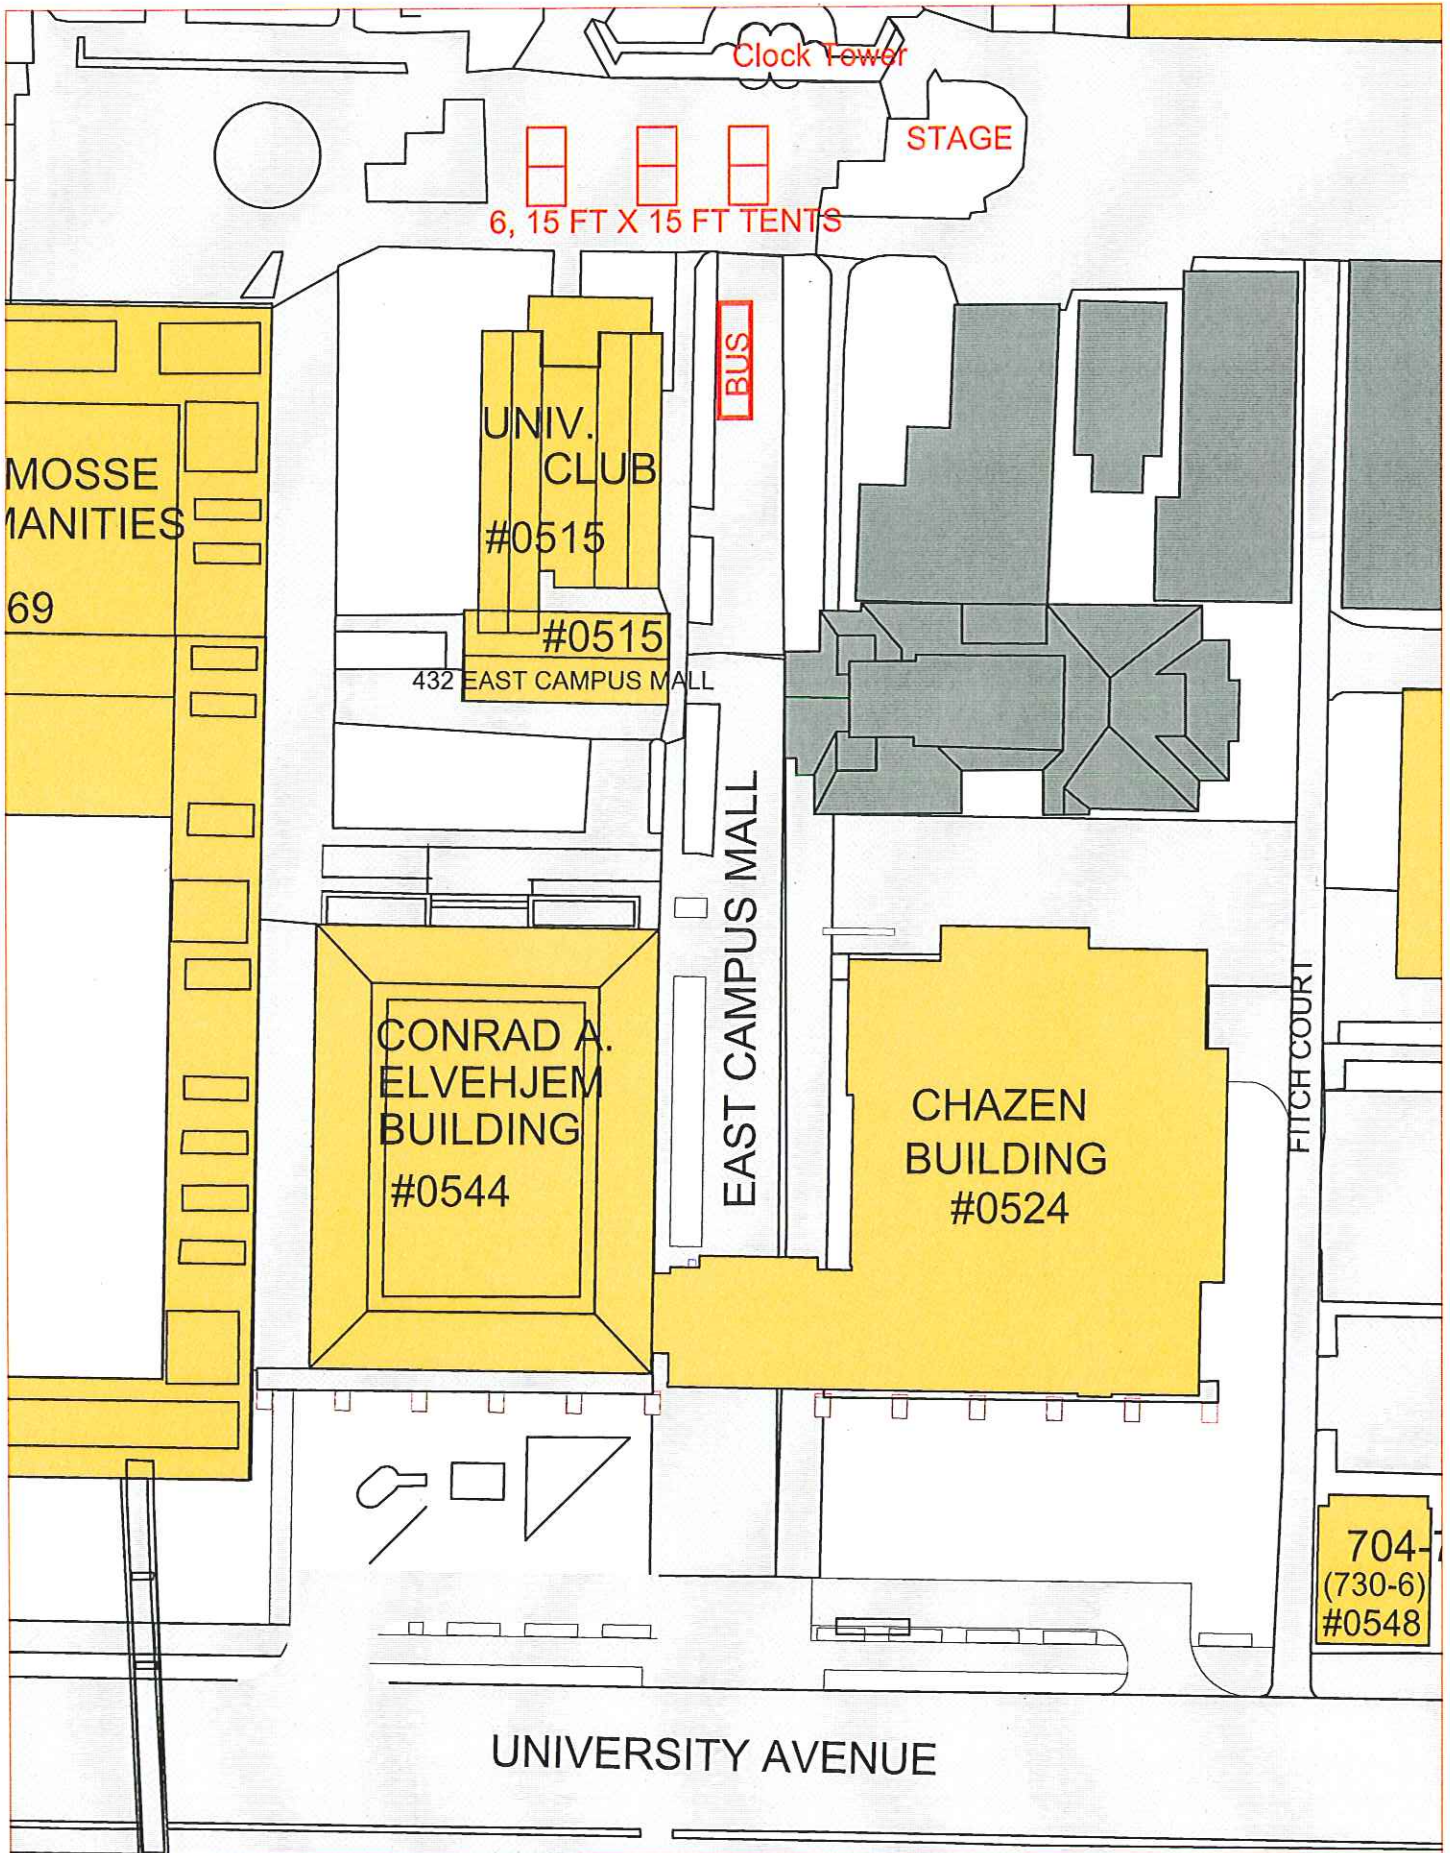 Clock Tower
STAGE
6, 15 FT X 15 FT TENTS
BUS
UNIV.
CLUB
#0515
MOSSE
MANITIES
69
#0515
432 EAST CAMPUS MALL
EAST CAMPUS MALL
CONRAD A.
ELVEHJEM
BUILDING
#0544
CHAZEN
BUILDING
#0524
FITCH COURT
704-7
(730-6)
#0548
UNIVERSITY AVENUE